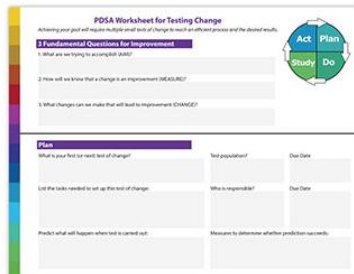 PDSA Worksheet for Testing Change
Achieving your goal will require multiple small tests of change to reach an efficient process and the desired results.
3 Fundamental Questions for Improvement
1. What are we trying to accomplish (AIM)?
2. How will we know that a change is an improvement (MEASURE)?
3. What changes can we make that will lead to improvement (CHANGE)?
Act Plan
Study Do
Plan
What is your first (or next) test of change? Test population? Due Date
List the tasks needed to set up this test of change: Who is responsible? Due Date
Predict what will happen when test is carried out: Measures to determine whether prediction succeeds: